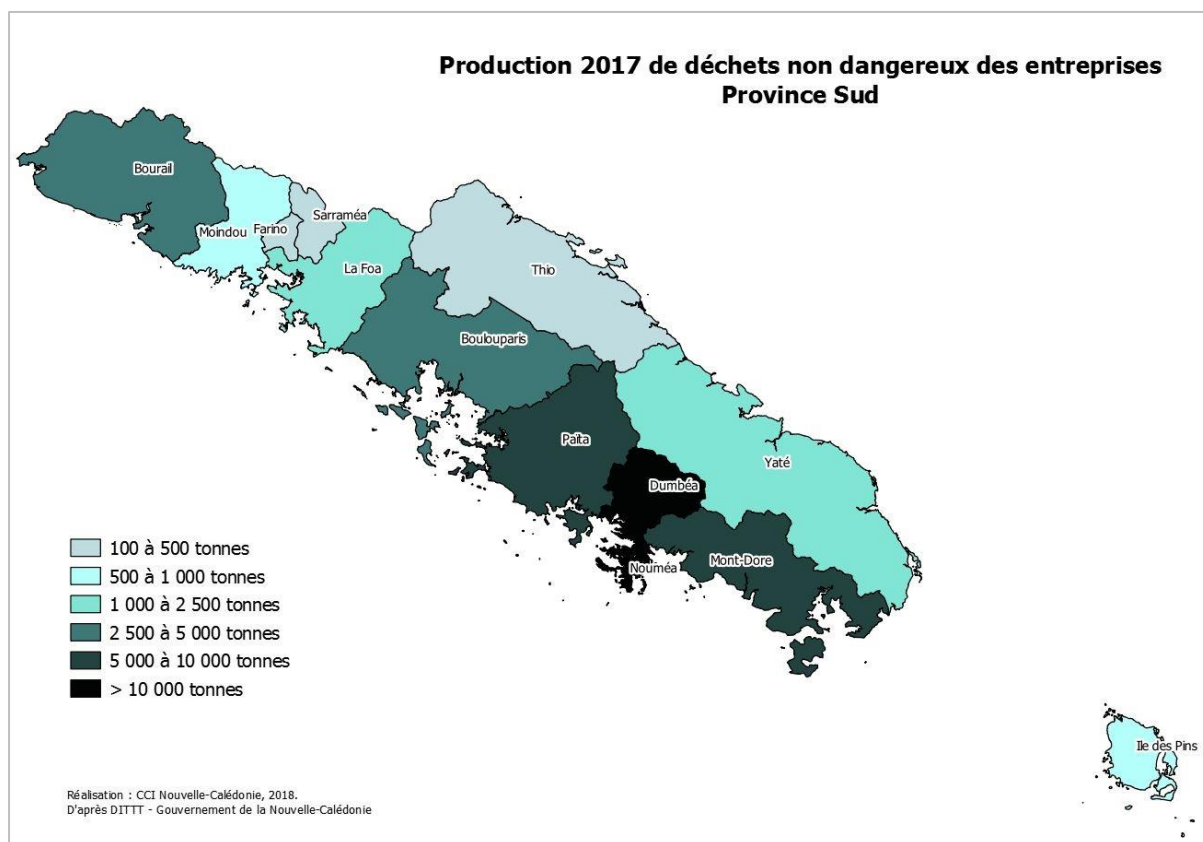 Production 2017 de déchets non dangereux des entreprises
Province Sud
Bourail
Sarraméa
Moindou
Farino
La Foa
Thio
Boulouparis
Païta
Yaté
Dumbéa
Mont-Dore
Nouméa
Ile des Pins
100 à 500 tonnes
500 à 1 000 tonnes
1 000 à 2 500 tonnes
2 500 à 5 000 tonnes
5 000 à 10 000 tonnes
> 10 000 tonnes
Réalisation : CCI Nouvelle-Calédonie, 2018.
D'après DITTT - Gouvernement de la Nouvelle-Calédonie